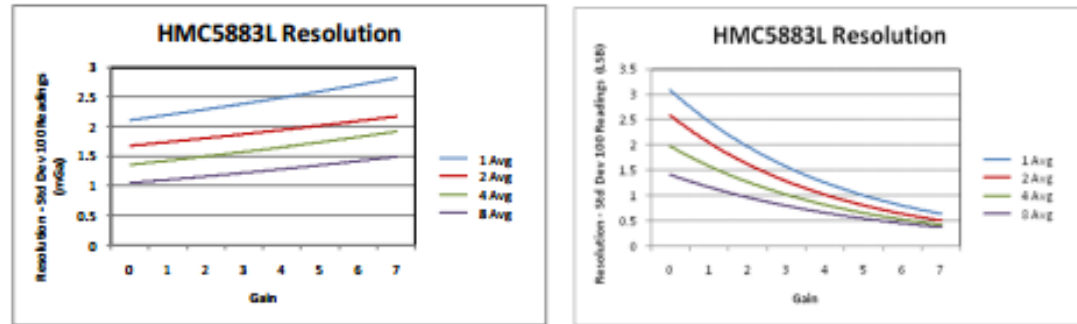 HMC5883L Resolution
Resolution - Std Dev 100 Readings
(mGa)
3
2.5
2
1.5
1
0.5
0
0 1 2 3 4 5 6 7
Gain
1 Avg
2 Avg
4 Avg
8 Avg
HMC5883L Resolution
Resolution - Std Dev 100 Readings (LSB)
3.5
3
2.5
2
1.5
1
0.5
0
0 1 2 3 4 5 6 7
Gain
1 Avg
2 Avg
4 Avg
8 Avg